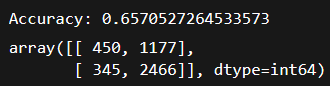 Accuracy: 0.6570527264533573
array([[ 450, 1177],
       [ 345, 2466]], dtype=int64)